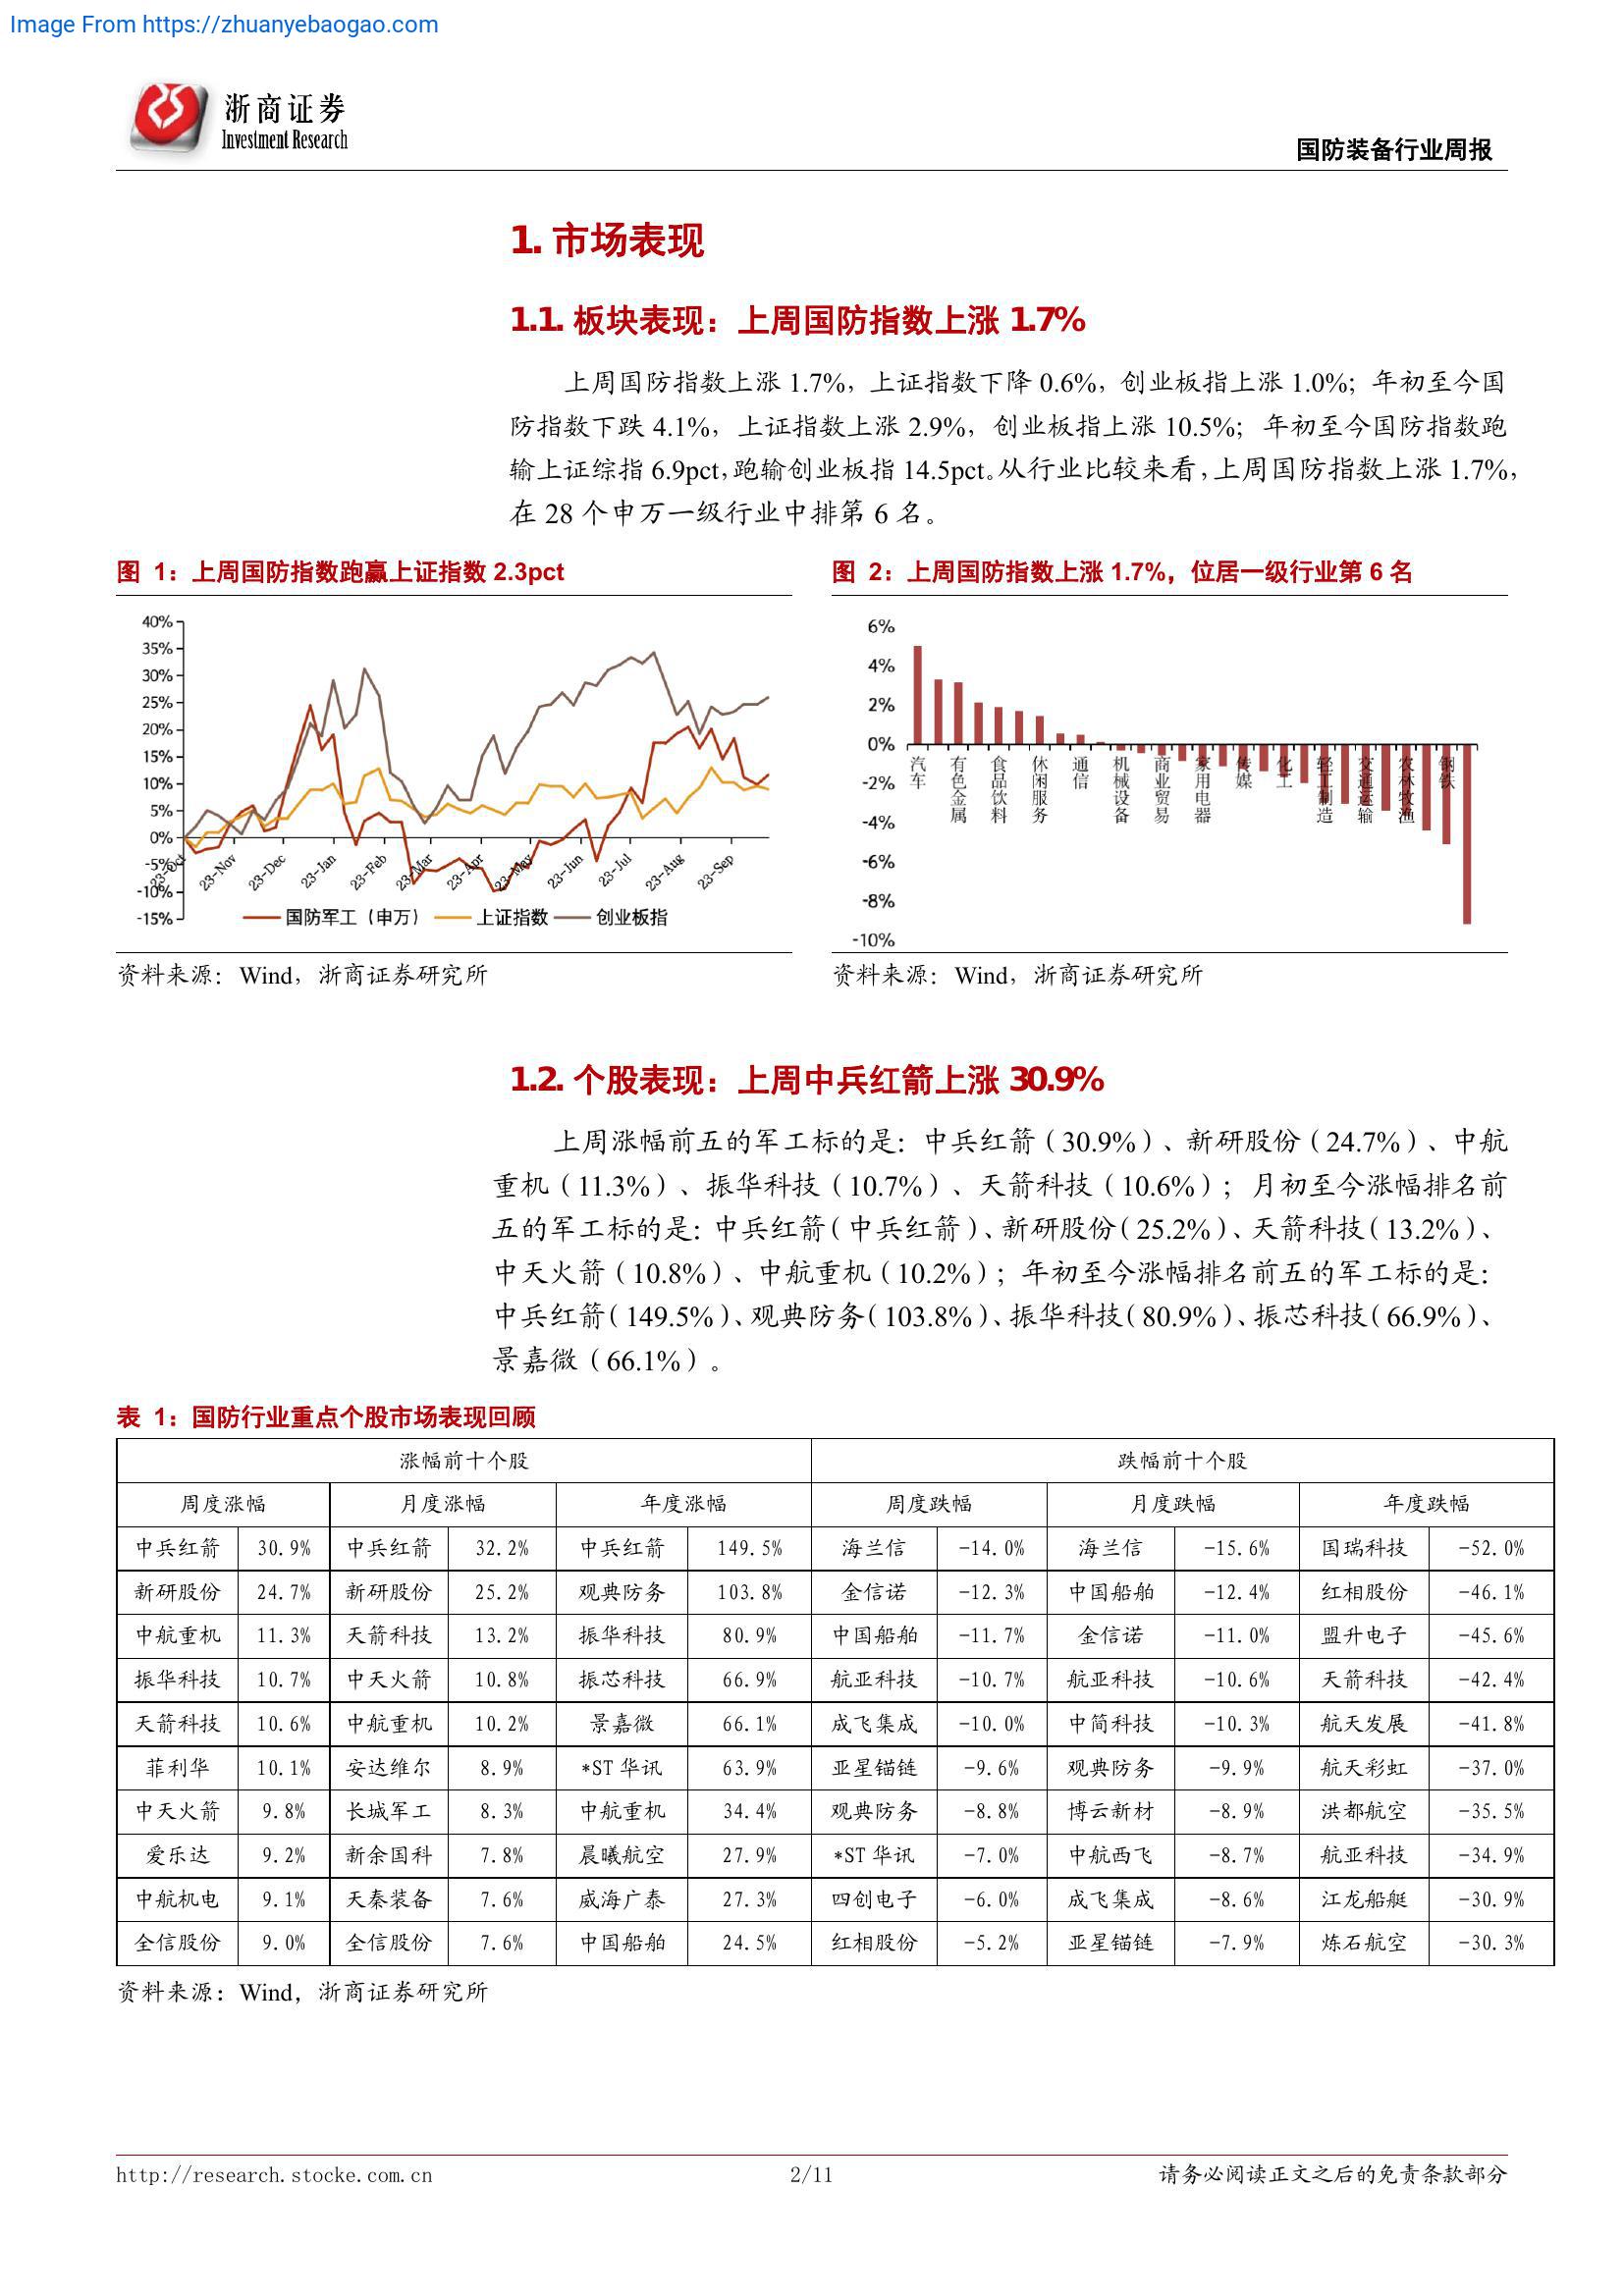 Image From https://zhuanyebaogao.com
浙商证券
Investment Research
国防装备行业周报
1. 市场表现
1.1. 板块表现：上周国防指数上涨 1.7%
上周国防指数上涨 1.7%，上证指数下降 0.6%，创业板指上涨 1.0%；年初至今国
防指数下跌 4.1%，上证指数上涨 2.9%，创业板指上涨 10.5%；年初至今国防指数跑
输上证综指 6.9pct，跑输创业板指 14.5pct。从行业比较来看，上周国防指数上涨 1.7%，
在 28 个申万一级行业中排第 6 名。
图 1：上周国防指数跑赢上证指数 2.3pct
40%
35%
30%
25%
20%
15%
10%
5%
0%
-5%
-10%
-15%
23-Oct
23-Nov
23-Dec
23-Jan
23-Feb
23-Mar
23-Apr
23-May
23-Jun
23-Jul
23-Aug
23-Sep
国防军工（申万） 上证指数 创业板指
资料来源：Wind，浙商证券研究所
图 2：上周国防指数上涨 1.7%，位居一级行业第 6 名
6%
4%
2%
0%
-2%
-4%
-6%
-8%
-10%
汽车
有色金属
食品饮料
休闲服务
通信
机械设备
商业贸易
家用电器
传媒
化工
轻工制造
交通运输
农林牧渔
钢铁
资料来源：Wind，浙商证券研究所
1.2. 个股表现：上周中兵红箭上涨 30.9%
上周涨幅前五的军工标的是：中兵红箭（30.9%）、新研股份（24.7%）、中航
重机（11.3%）、振华科技（10.7%）、天箭科技（10.6%）；月初至今涨幅排名前
五的军工标的是：中兵红箭（中兵红箭）、新研股份（25.2%）、天箭科技（13.2%）、
中天火箭（10.8%）、中航重机（10.2%）；年初至今涨幅排名前五的军工标的是：
中兵红箭（149.5%）、观典防务（103.8%）、振华科技（80.9%）、振芯科技（66.9%）、
景嘉微（66.1%）。
表 1：国防行业重点个股市场表现回顾
涨幅前十个股 跌幅前十个股
周度涨幅 月度涨幅 年度涨幅 周度跌幅 月度跌幅 年度跌幅
中兵红箭 30.9% 中兵红箭 32.2% 中兵红箭 149.5% 海兰信 -14.0% 海兰信 -15.6% 国瑞科技 -52.0%
新研股份 24.7% 新研股份 25.2% 观典防务 103.8% 金信诺 -12.3% 中国船舶 -12.4% 红相股份 -46.1%
中航重机 11.3% 天箭科技 13.2% 振华科技 80.9% 中国船舶 -11.7% 金信诺 -11.0% 盟升电子 -45.6%
振华科技 10.7% 中天火箭 10.8% 振芯科技 66.9% 航亚科技 -10.7% 航亚科技 -10.6% 天箭科技 -42.4%
天箭科技 10.6% 中航重机 10.2% 景嘉微 66.1% 成飞集成 -10.0% 中简科技 -10.3% 航天发展 -41.8%
菲利华 10.1% 安达维尔 8.9% *ST 华讯 63.9% 亚星锚链 -9.6% 观典防务 -9.9% 航天彩虹 -37.0%
中天火箭 9.8% 长城军工 8.3% 中航重机 34.4% 观典防务 -8.8% 博云新材 -8.9% 洪都航空 -35.5%
爱乐达 9.2% 新余国科 7.8% 晨曦航空 27.9% *ST 华讯 -7.0% 中航西飞 -8.7% 航亚科技 -34.9%
中航机电 9.1% 天秦装备 7.6% 威海广泰 27.3% 四创电子 -6.0% 成飞集成 -8.6% 江龙船艇 -30.9%
全信股份 9.0% 全信股份 7.6% 中国船舶 24.5% 红相股份 -5.2% 亚星锚链 -7.9% 炼石航空 -30.3%
资料来源：Wind，浙商证券研究所
http://research.stocke.com.cn 2/11 请务必阅读正文之后的免责条款部分